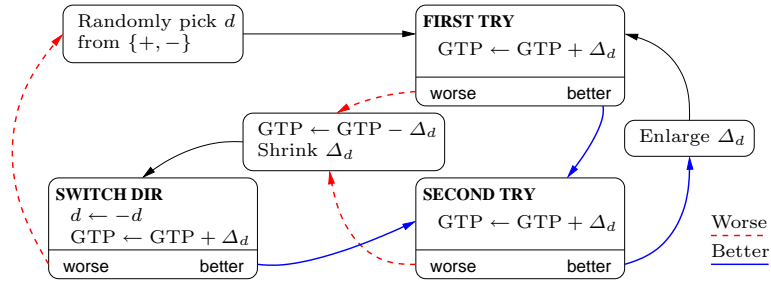 Randomly pick d
from {+, −}
FIRST TRY
GTP ← GTP + Δd
worse better
GTP ← GTP − Δd
Shrink Δd
Enlarge Δd
SWITCH DIR
d ← −d
GTP ← GTP + Δd
worse better
SECOND TRY
GTP ← GTP + Δd
worse better
Worse
Better